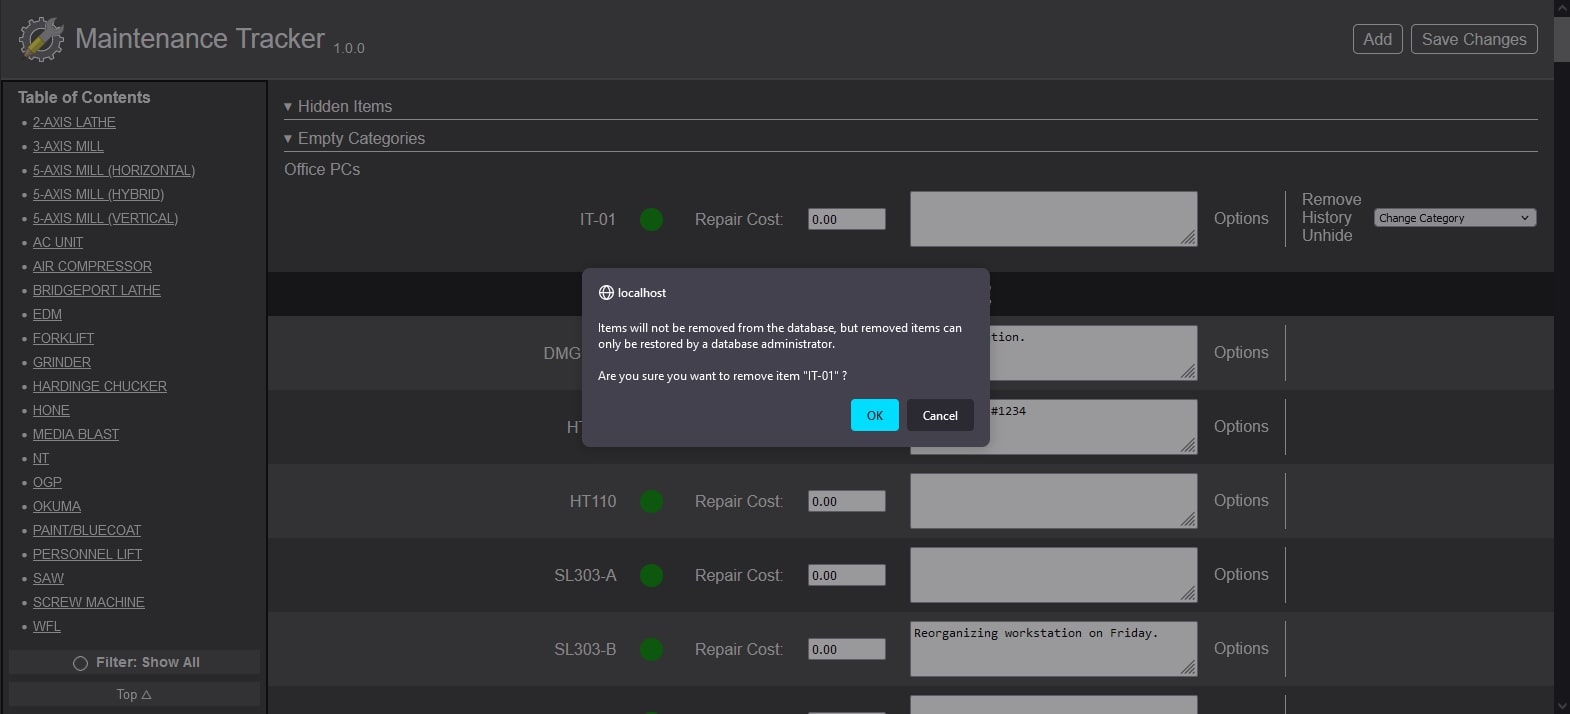 Maintenance Tracker 1.0.0
Add
Save Changes
Table of Contents
2-AXIS LATHE
3-AXIS MILL
5-AXIS MILL (HORIZONTAL)
5-AXIS MILL (HYBRID)
5-AXIS MILL (VERTICAL)
AC UNIT
AIR COMPRESSOR
BRIDGEPORT LATHE
EDM
FORKLIFT
GRINDER
HARDINGE CHUCKER
HONE
MEDIA BLAST
NT
OGP
OKUMA
PAINT/BLUECOAT
PERSONNEL LIFT
SAW
SCREW MACHINE
WFL
Filter: Show All
Top △
▾ Hidden Items
▾ Empty Categories
Office PCs
IT-01 Repair Cost: 0.00 Options
Remove
History
Unhide
Change Category
localhost
Items will not be removed from the database, but removed items can
only be restored by a database administrator.
Are you sure you want to remove item "IT-01" ?
OK Cancel
DMG
tion.
Options
HT
#1234
Options
HT110 Repair Cost: 0.00 Options
SL303-A Repair Cost: 0.00 Options
SL303-B Repair Cost: 0.00 Reorganizing workstation on Friday. Options